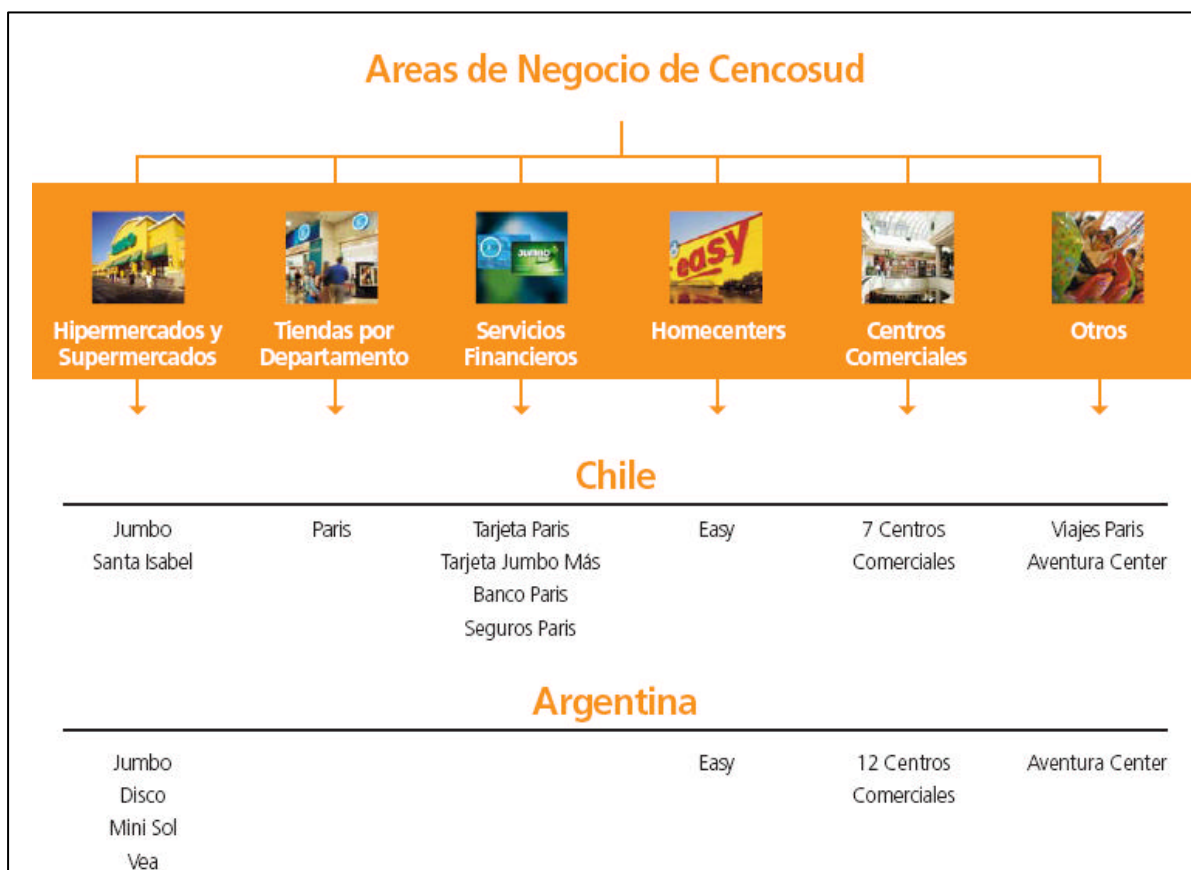 Areas de Negocio de Cencosud
JUMBO
easy
Hipermercados y
Supermercados
Tiendas por
Departamento
Servicios
Financieros
Homecenters
Centros
Comerciales
Otros
Chile
Jumbo
Santa Isabel
Paris
Tarjeta Paris
Tarjeta Jumbo Más
Banco Paris
Seguros Paris
Easy
7 Centros
Comerciales
Viajes Paris
Aventura Center
Argentina
Jumbo
Disco
Mini Sol
Vea
Easy
12 Centros
Comerciales
Aventura Center